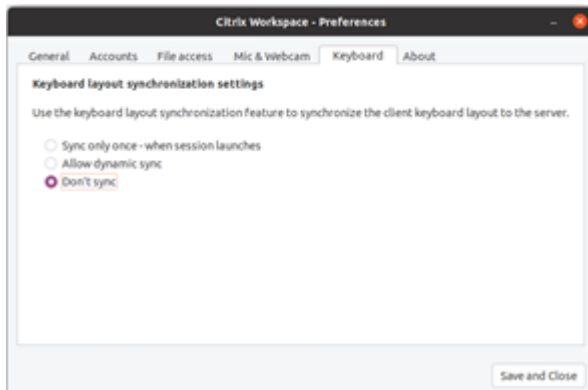 Citrix Workspace - Preferences
General Accounts File access Mic & Webcam Keyboard About
Keyboard layout synchronization settings
Use the keyboard layout synchronization feature to synchronize the client keyboard layout to the server.
Sync only once - when session launches
Allow dynamic sync
Don't sync
Save and Close